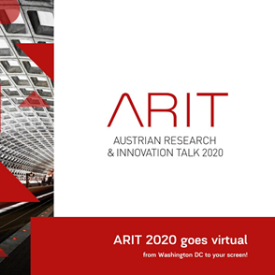 ARIT
AUSTRIAN RESEARCH
& INNOVATION TALK 2020
ARIT 2020 goes virtual
from Washington DC to your screen!